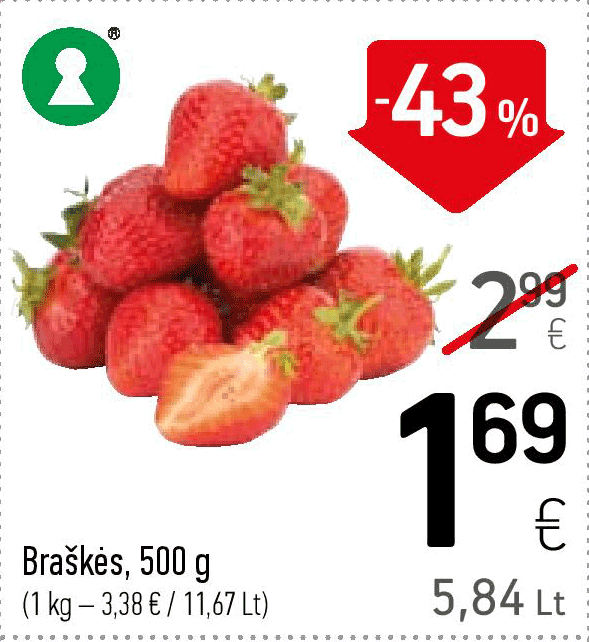 ®
-43 %
2 99 €
1 69 €
5,84 Lt
Braškės, 500 g
(1 kg – 3,38 € / 11,67 Lt)